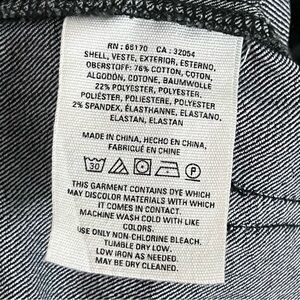 RN : 66170 CA : 32054
SHELL, VESTE, EXTERIOR, ESTERNO,
OBERSTOFF: 76% COTTON, COTON,
ALGODÓN, COTONE, BAUMWOLLE
22% POLYESTER, POLYESTER,
POLIÉSTER, POLIESTERE, POLYESTER
2% SPANDEX, ÉLASTHANNE, ELASTANO,
ELASTAN, ELASTAN
MADE IN CHINA, HECHO EN CHINA,
FABRIQUÉ EN CHINE
30 P
THIS GARMENT CONTAINS DYE WHICH
MAY DISCOLOR MATERIALS WITH WHICH
IT COMES IN CONTACT.
MACHINE WASH COLD WITH LIKE
COLORS.
USE ONLY NON-CHLORINE BLEACH.
TUMBLE DRY LOW.
LOW IRON AS NEEDED.
MAY BE DRY CLEANED.